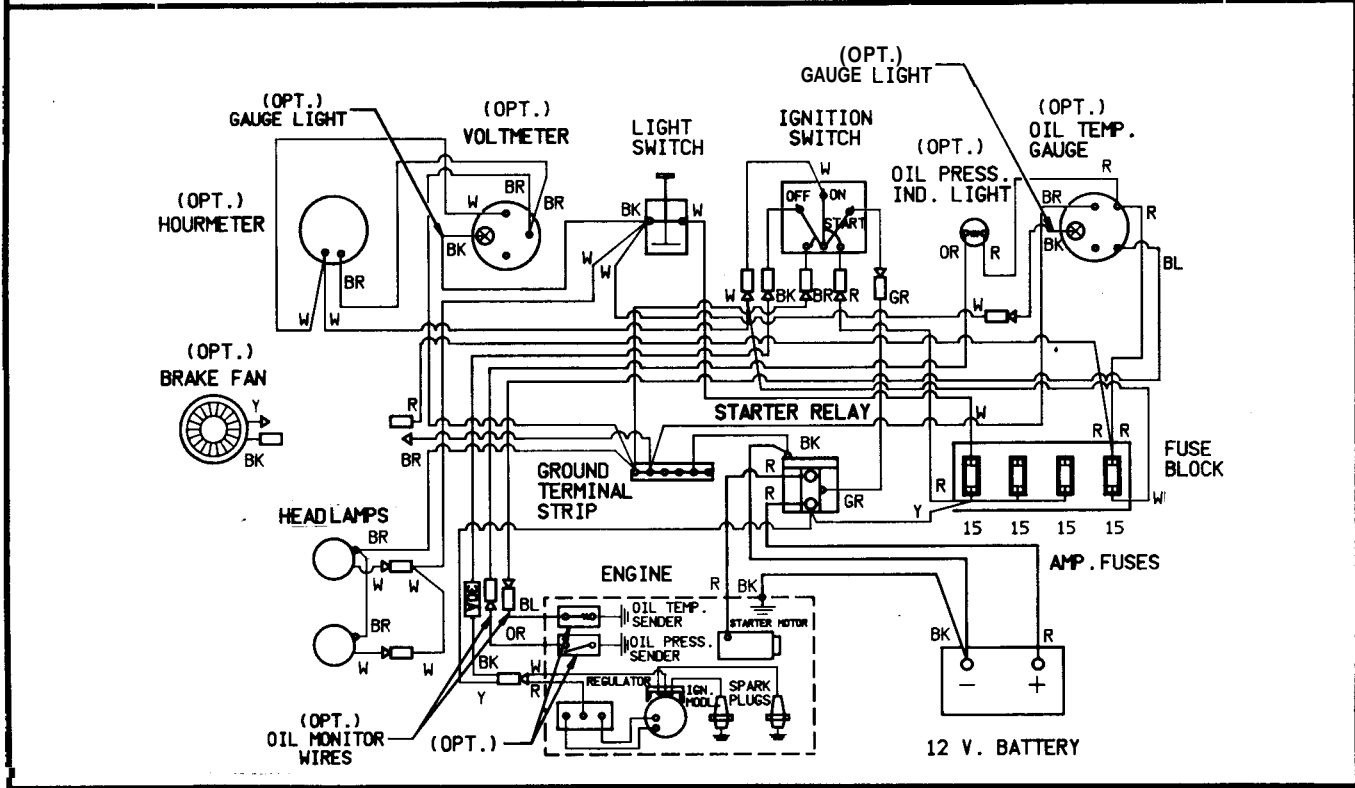 (OPT.)
GAUGE LIGHT
(OPT.)
GAUGE LIGHT
(OPT.)
VOLTMETER
LIGHT
SWITCH
IGNITION
SWITCH
(OPT.)
OIL PRESS.
IND. LIGHT
(OPT.)
OIL TEMP.
GAUGE
(OPT.)
HOURMETER
W
BR
BR
BK
BR
W
W
BK
W
W
W
W
OFF
ON
START
W
BK
BR
R
GR
OR
R
W
BR
BK
R
R
BL
(OPT.)
BRAKE FAN
Y
BK
R
BR
STARTER RELAY
W
R
R
BK
R
R
GR
GROUND
TERMINAL
STRIP
R
Y
W
FUSE
BLOCK
15
15
15
15
AMP. FUSES
HEADLAMPS
BR
W
W
BR
W
W
30A
BL
OR
BK
W
R
Y
ENGINE
R
BK
OIL TEMP.
SENDER
OIL PRESS.
SENDER
STARTER MOTOR
REGULATOR
IGN.
MODL.
SPARK
PLUGS
BK
R
-
+
12 V. BATTERY
(OPT.)
OIL MONITOR
WIRES
(OPT.)